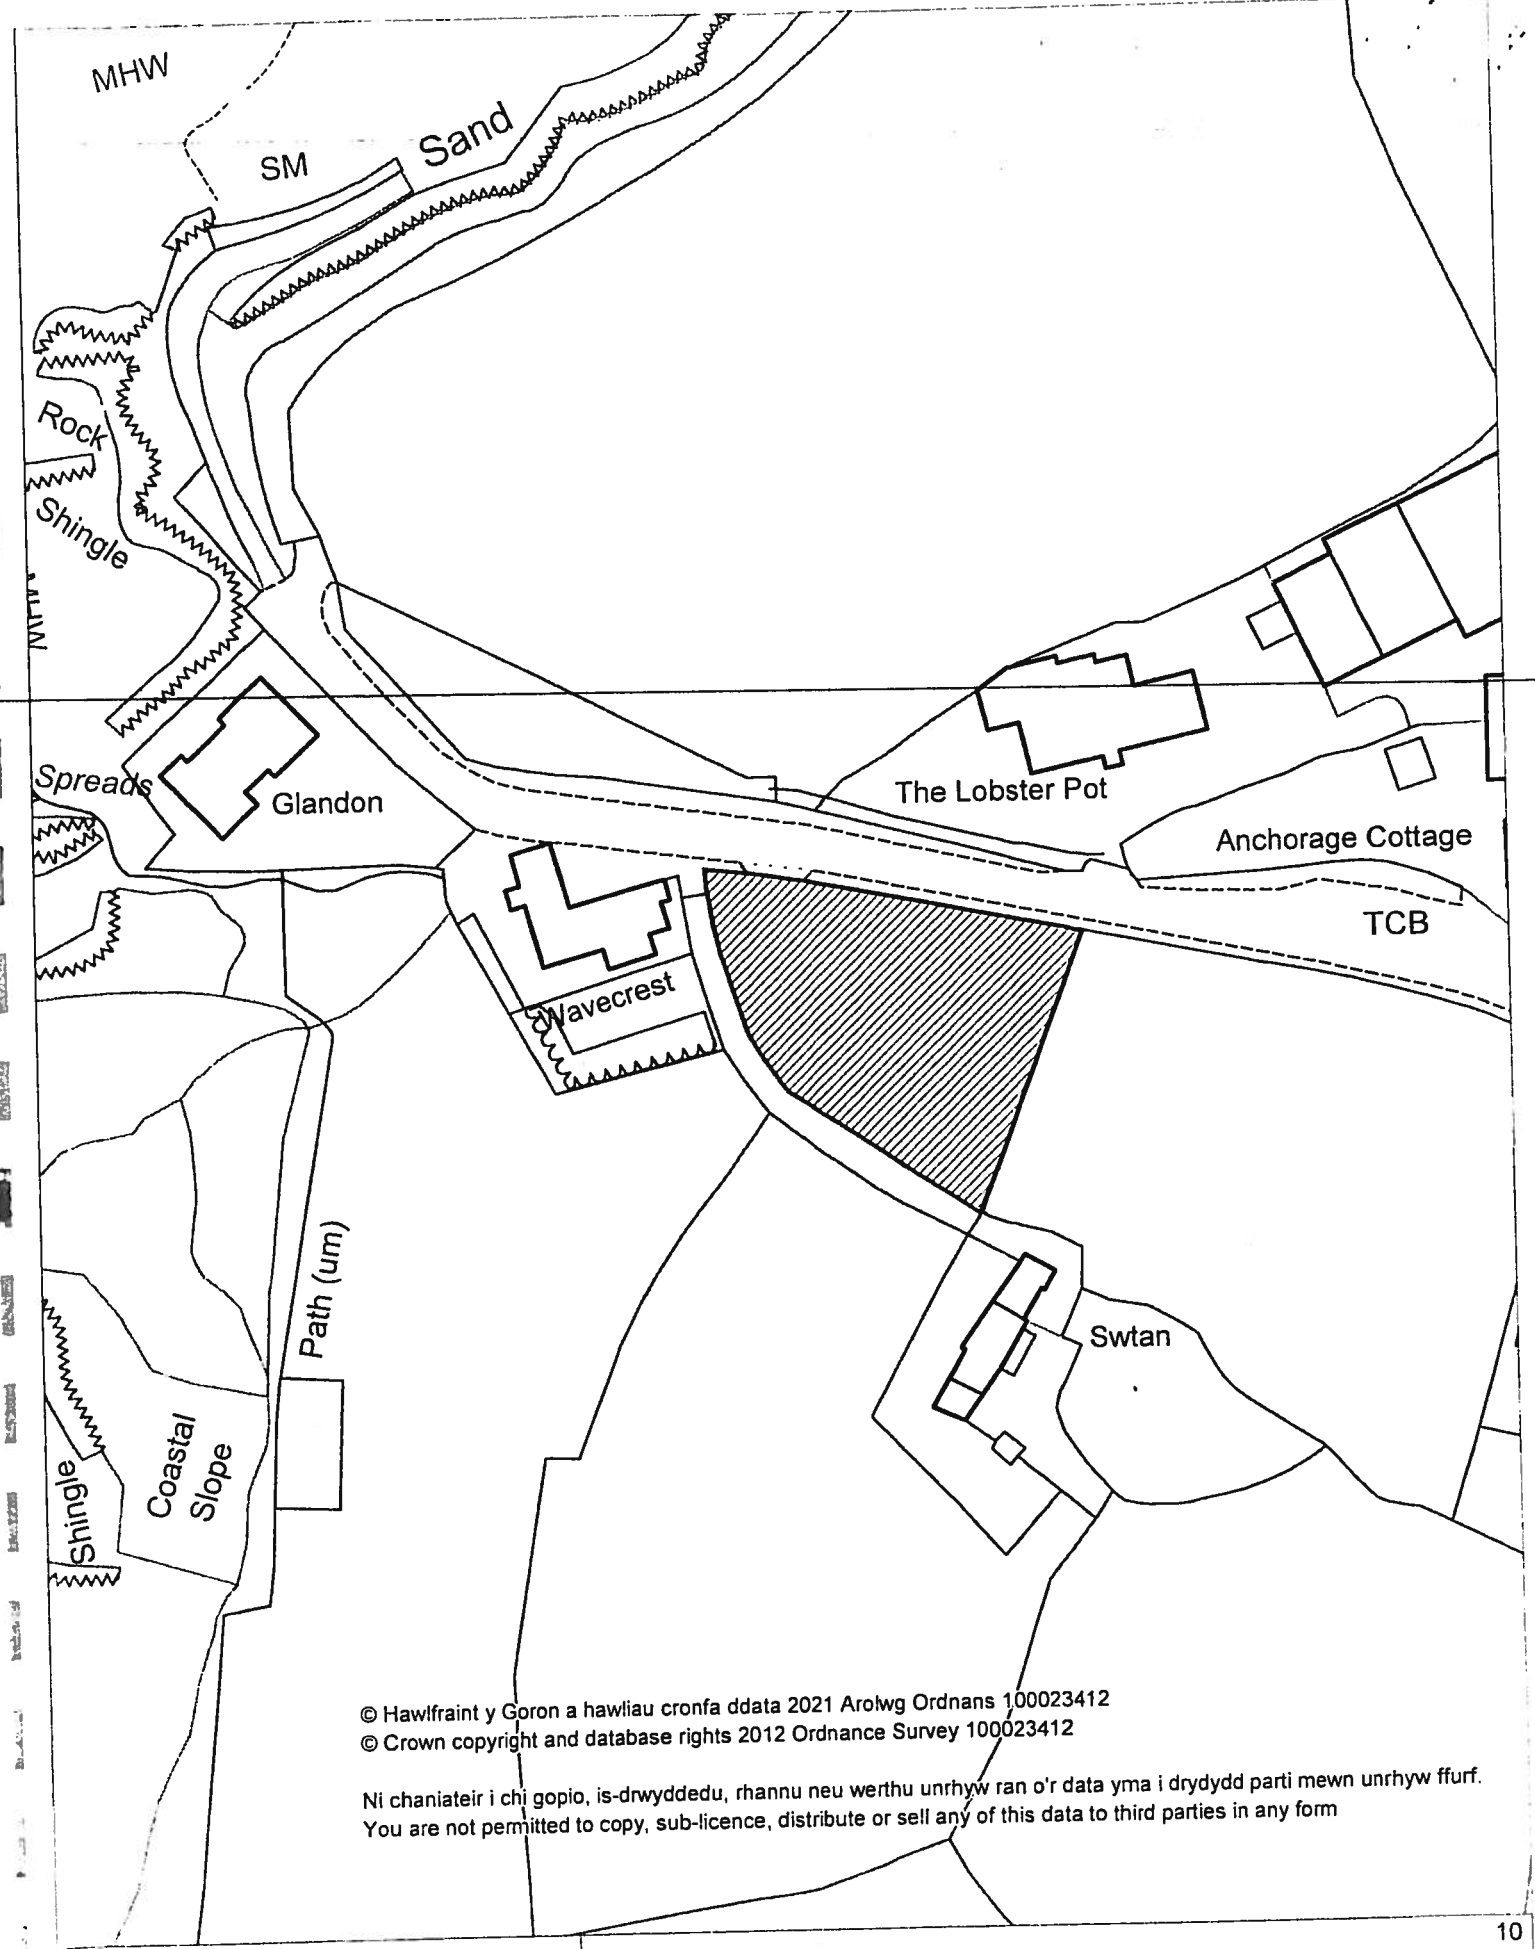 MHW
SM
Sand
Rock
Shingle
MHW
Spreads
Glandon
The Lobster Pot
Anchorage Cottage
TCB
Wavecrest
Path (um)
Swtan
Coastal
Slope
Shingle
© Hawlfraint y Goron a hawliau cronfa ddata 2021 Arolwg Ordnans 100023412
© Crown copyright and database rights 2012 Ordnance Survey 100023412
Ni chaniateir i chi gopio, is-drwyddedu, rhannu neu werthu unrhyw ran o'r data yma i drydydd parti mewn unrhyw ffurf.
You are not permitted to copy, sub-licence, distribute or sell any of this data to third parties in any form
10